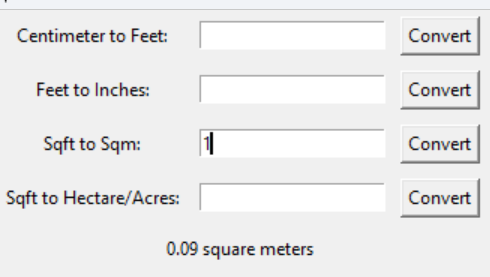 Centimeter to Feet: Convert
Feet to Inches: Convert
Sqft to Sqm: 1 Convert
Sqft to Hectare/Acres: Convert
0.09 square meters